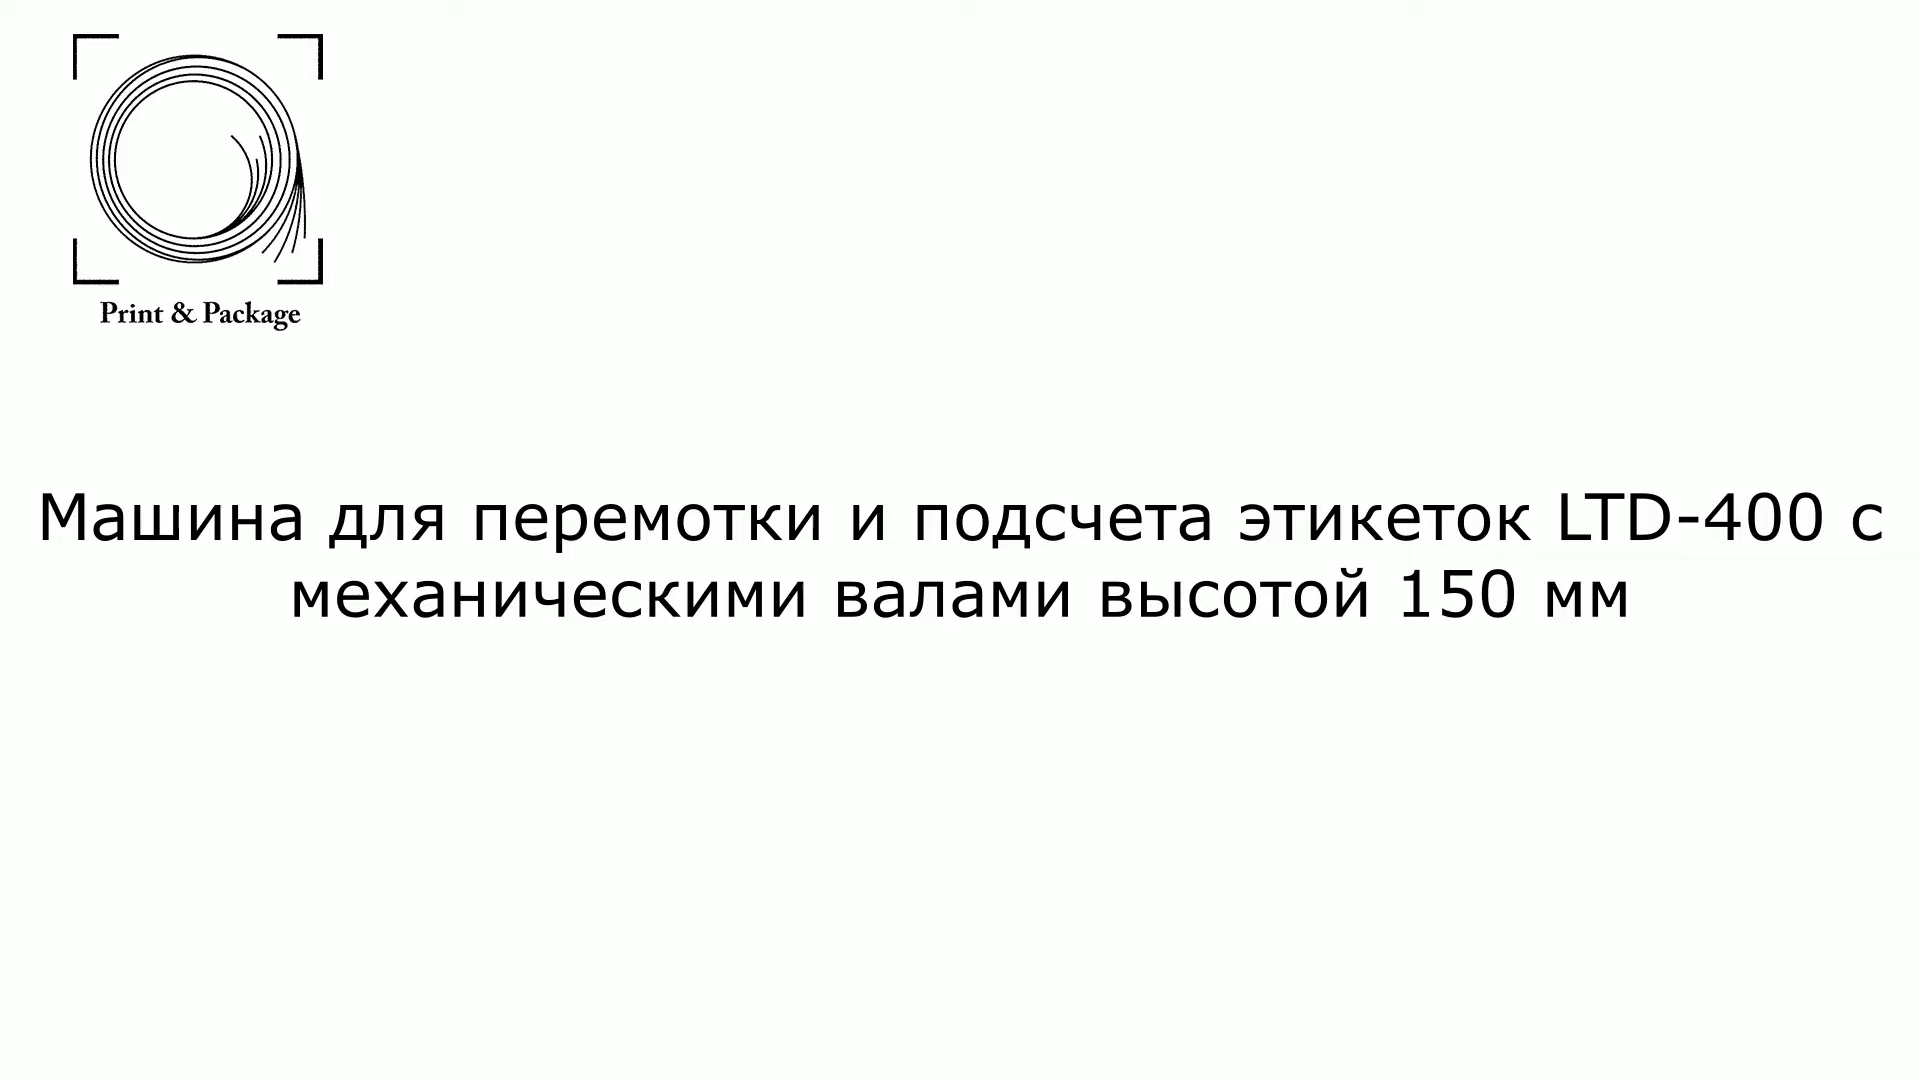 Print & Package
Машина для перемотки и подсчета этикеток LTD-400 с
механическими валами высотой 150 мм